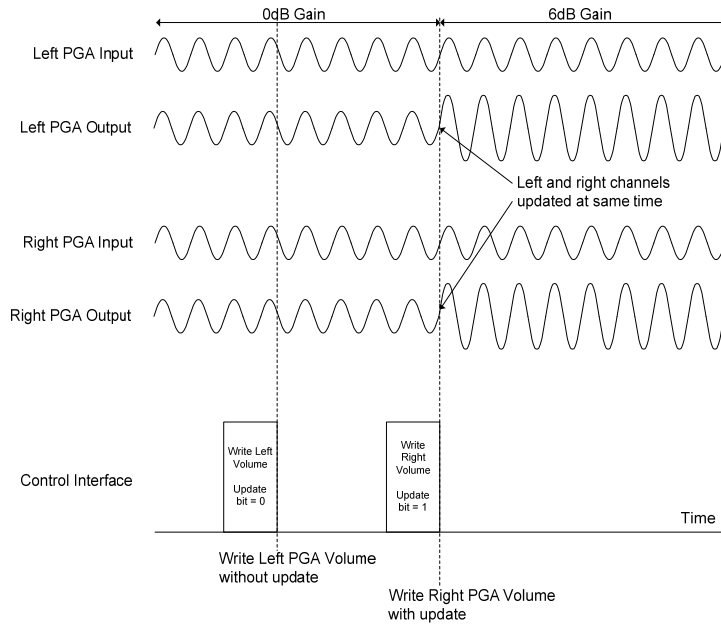 0dB Gain
6dB Gain
Left PGA Input
Left PGA Output
Left and right channels
updated at same time
Right PGA Input
Right PGA Output
Control Interface
Write Left
Volume
Update
bit = 0
Write
Right
Volume
Update
bit = 1
Time
Write Left PGA Volume
without update
Write Right PGA Volume
with update